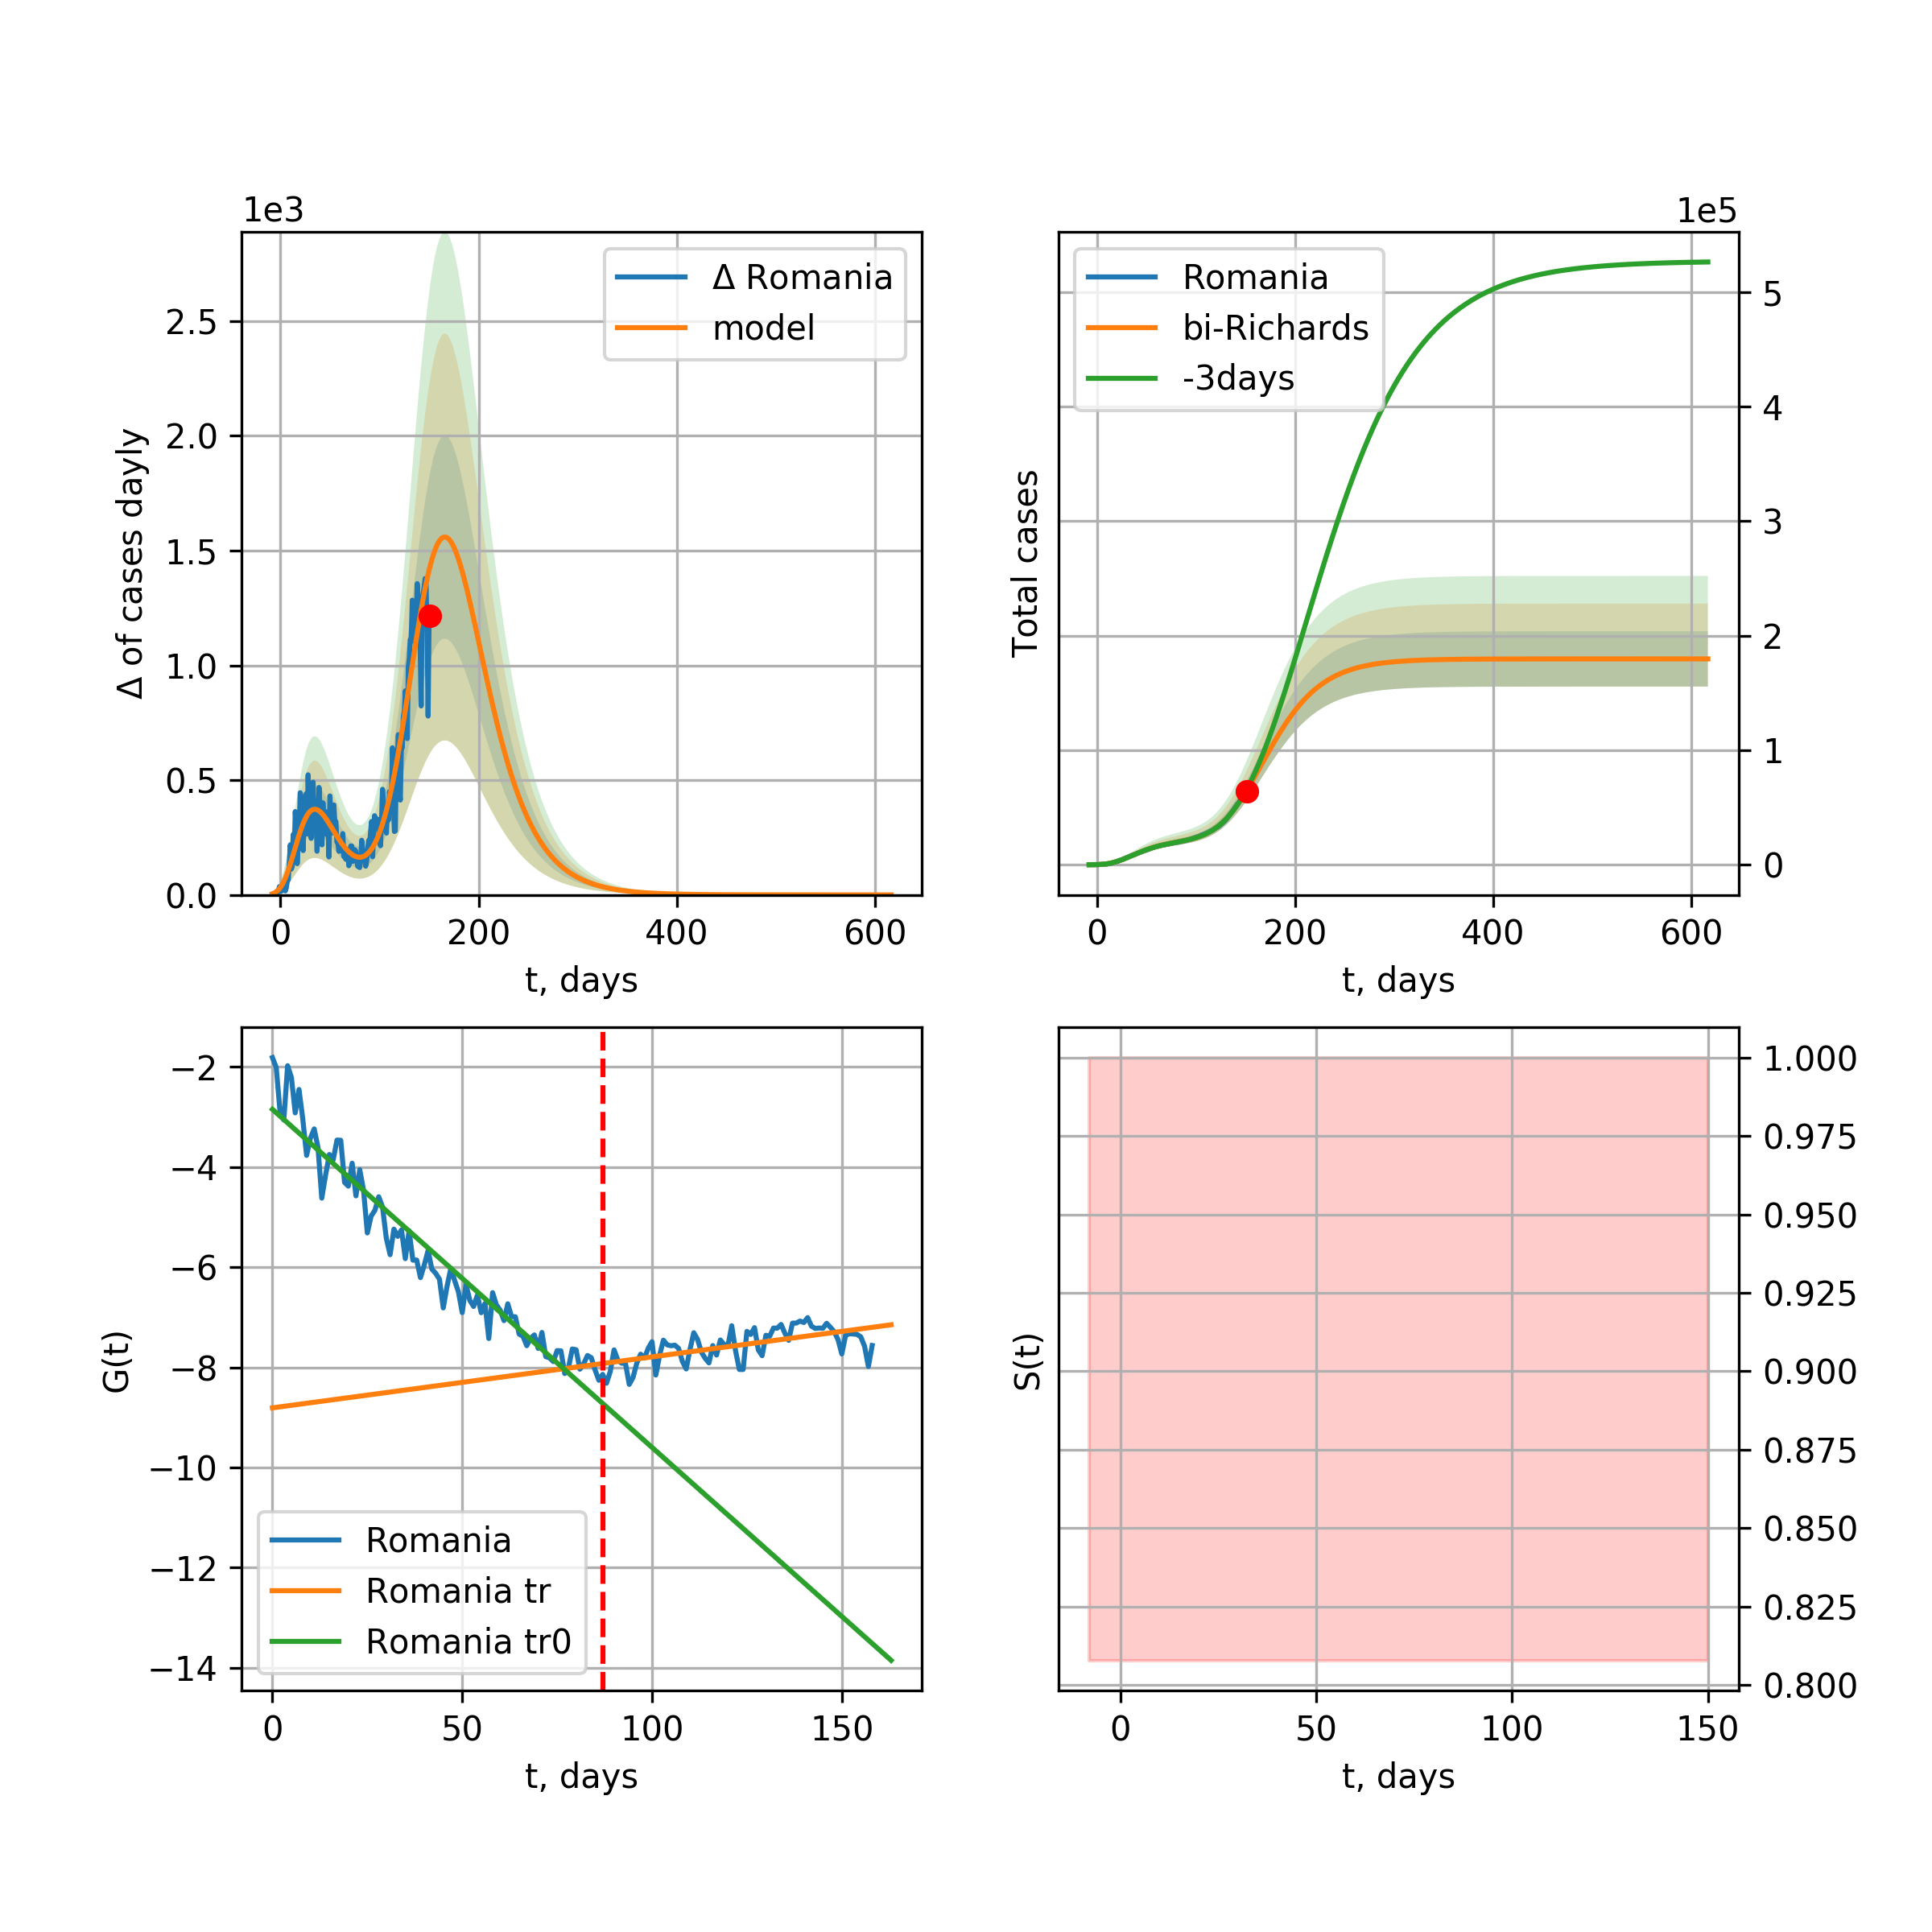 1e3
2.5
2.0
1.5
1.0
0.5
0.0
Δ of cases dayly
Δ Romania
model
0 200 400 600
t, days
1e5
Romania
bi-Richards
-3days
Total cases
5
4
3
2
1
0
0 200 400 600
t, days
−2
−4
−6
−8
−10
−12
−14
G(t)
Romania
Romania tr
Romania tr0
0 50 100 150
t, days
S(t)
1.000
0.975
0.950
0.925
0.900
0.875
0.850
0.825
0.800
0 50 100 150
t, days